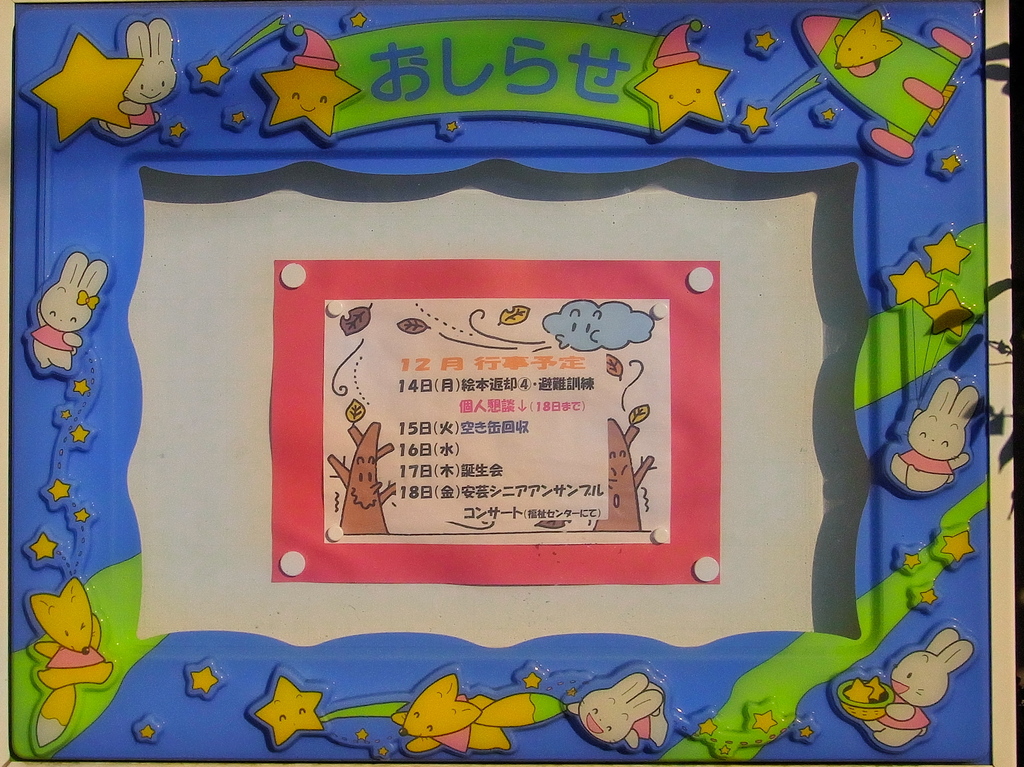 おしらせ
12月 行事予定
14日(月)絵本返却④・避難訓練
個人懇談↓(18日まで)
15日(火)空き缶回収
16日(水)
17日(木)誕生会
18日(金)安芸シニアアンサンブル
コンサート(福祉センターにて)